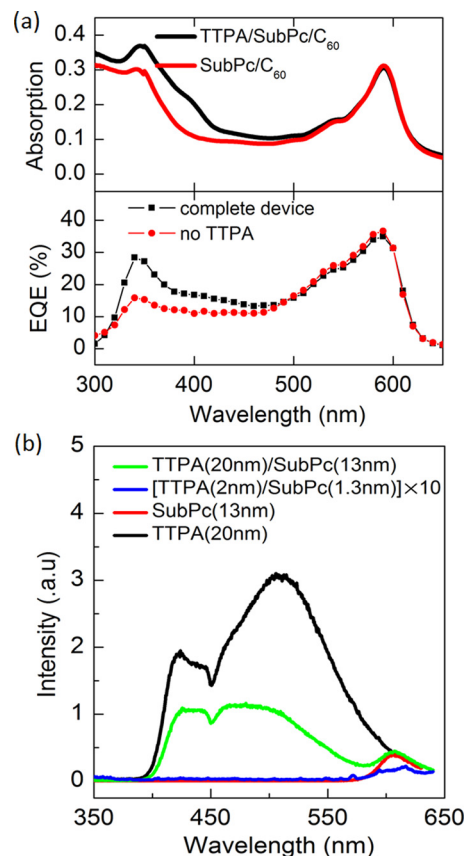 (a)
TTPA/SubPc/C60
SubPc/C60
Absorption
0.4
0.3
0.2
0.1
0.0
complete device
no TTPA
EQE (%)
40
30
20
10
0
300 400 500 600
Wavelength (nm)
(b)
TTPA(20nm)/SubPc(13nm)
[TTPA(2nm)/SubPc(1.3nm)]×10
SubPc(13nm)
TTPA(20nm)
Intensity (.a.u)
5
4
3
2
1
0
350 450 550 650
Wavelength (nm)